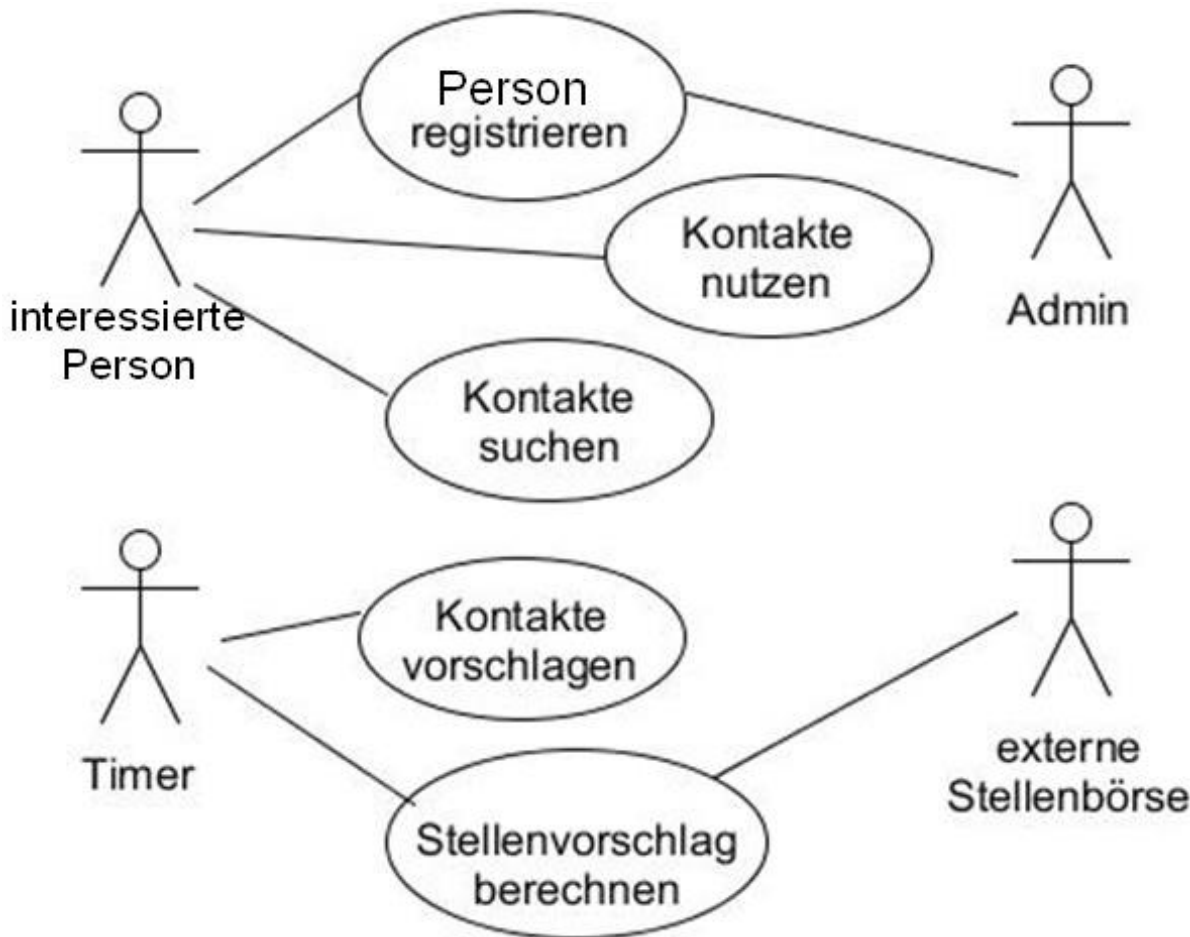 Person
registrieren
Kontakte
nutzen
Admin
interessierte
Person
Kontakte
suchen
Kontakte
vorschlagen
Timer
externe
Stellenbörse
Stellenvorschlag
berechnen